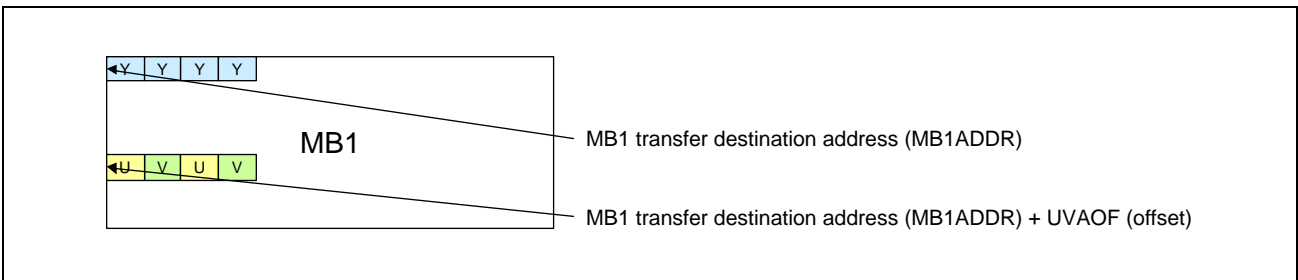 Y Y Y Y
MB1
MB1 transfer destination address (MB1ADDR)
U V U V
MB1 transfer destination address (MB1ADDR) + UVAOF (offset)